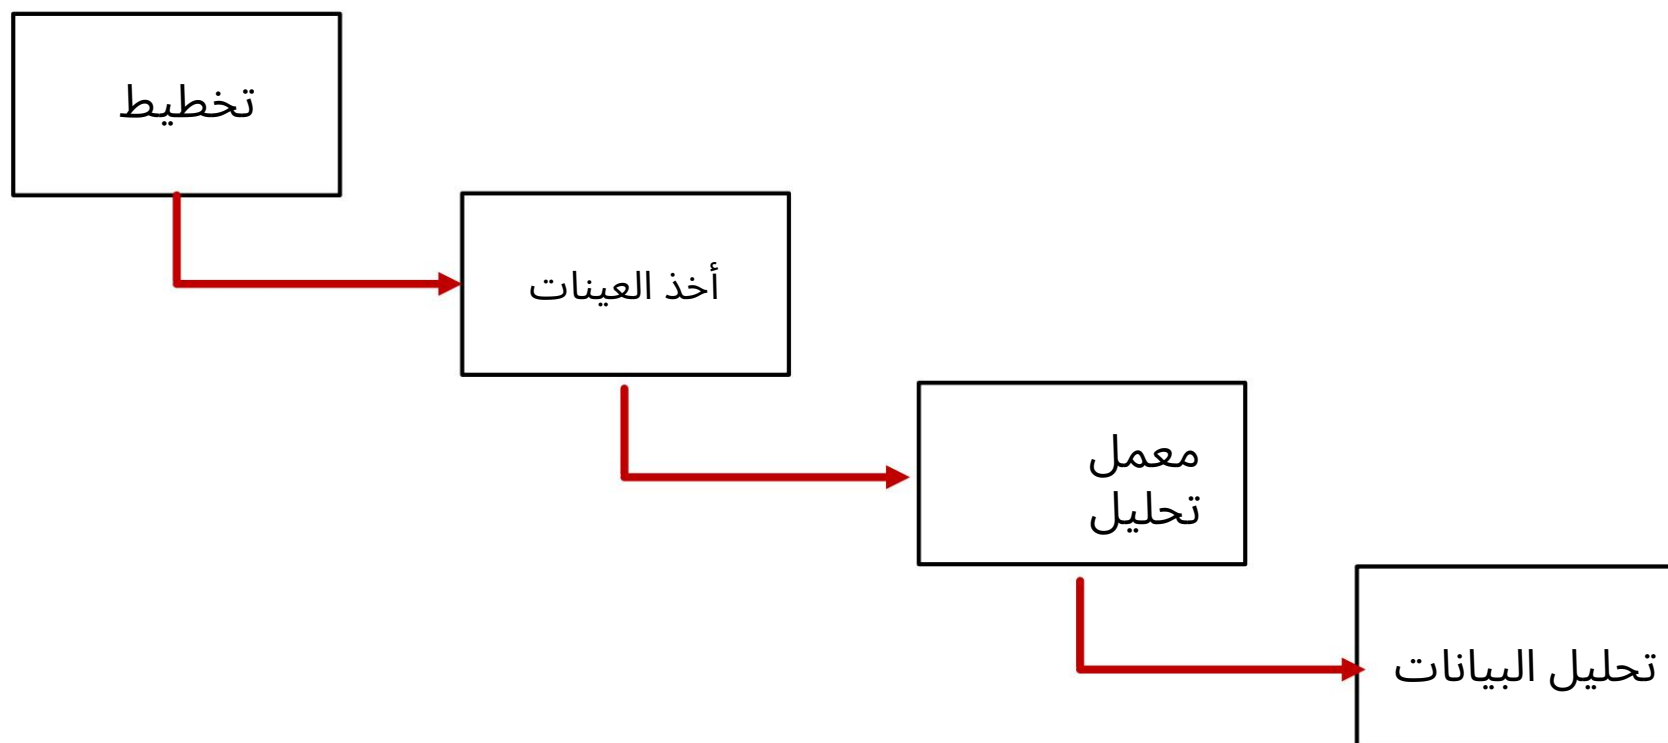 تخطيط
أخذ العينات
معمل
تحليل
تحليل البيانات